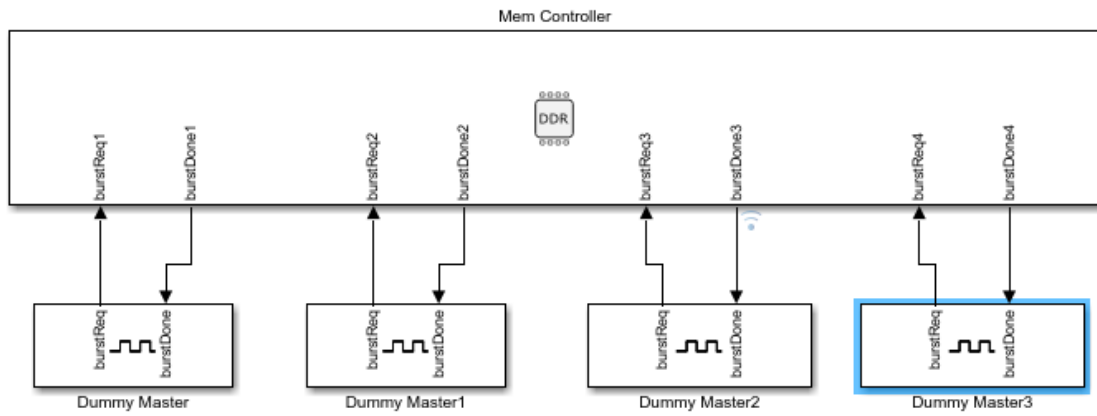 Mem Controller
DDR
burstReq1
burstDone1
burstReq2
burstDone2
burstReq3
burstDone3
burstReq4
burstDone4
burstReq
burstDone
burstReq
burstDone
burstReq
burstDone
burstReq
burstDone
Dummy Master
Dummy Master1
Dummy Master2
Dummy Master3